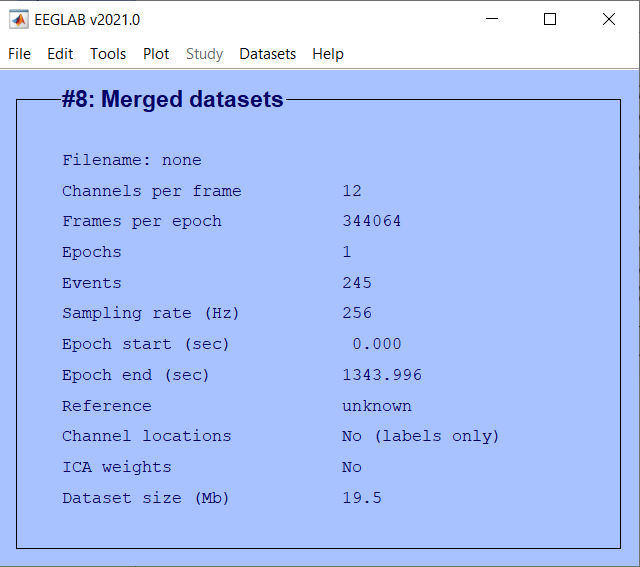 EEGLAB v2021.0
File Edit Tools Plot Study Datasets Help
#8: Merged datasets
Filename: none
Channels per frame 12
Frames per epoch 344064
Epochs 1
Events 245
Sampling rate (Hz) 256
Epoch start (sec) 0.000
Epoch end (sec) 1343.996
Reference unknown
Channel locations No (labels only)
ICA weights No
Dataset size (Mb) 19.5